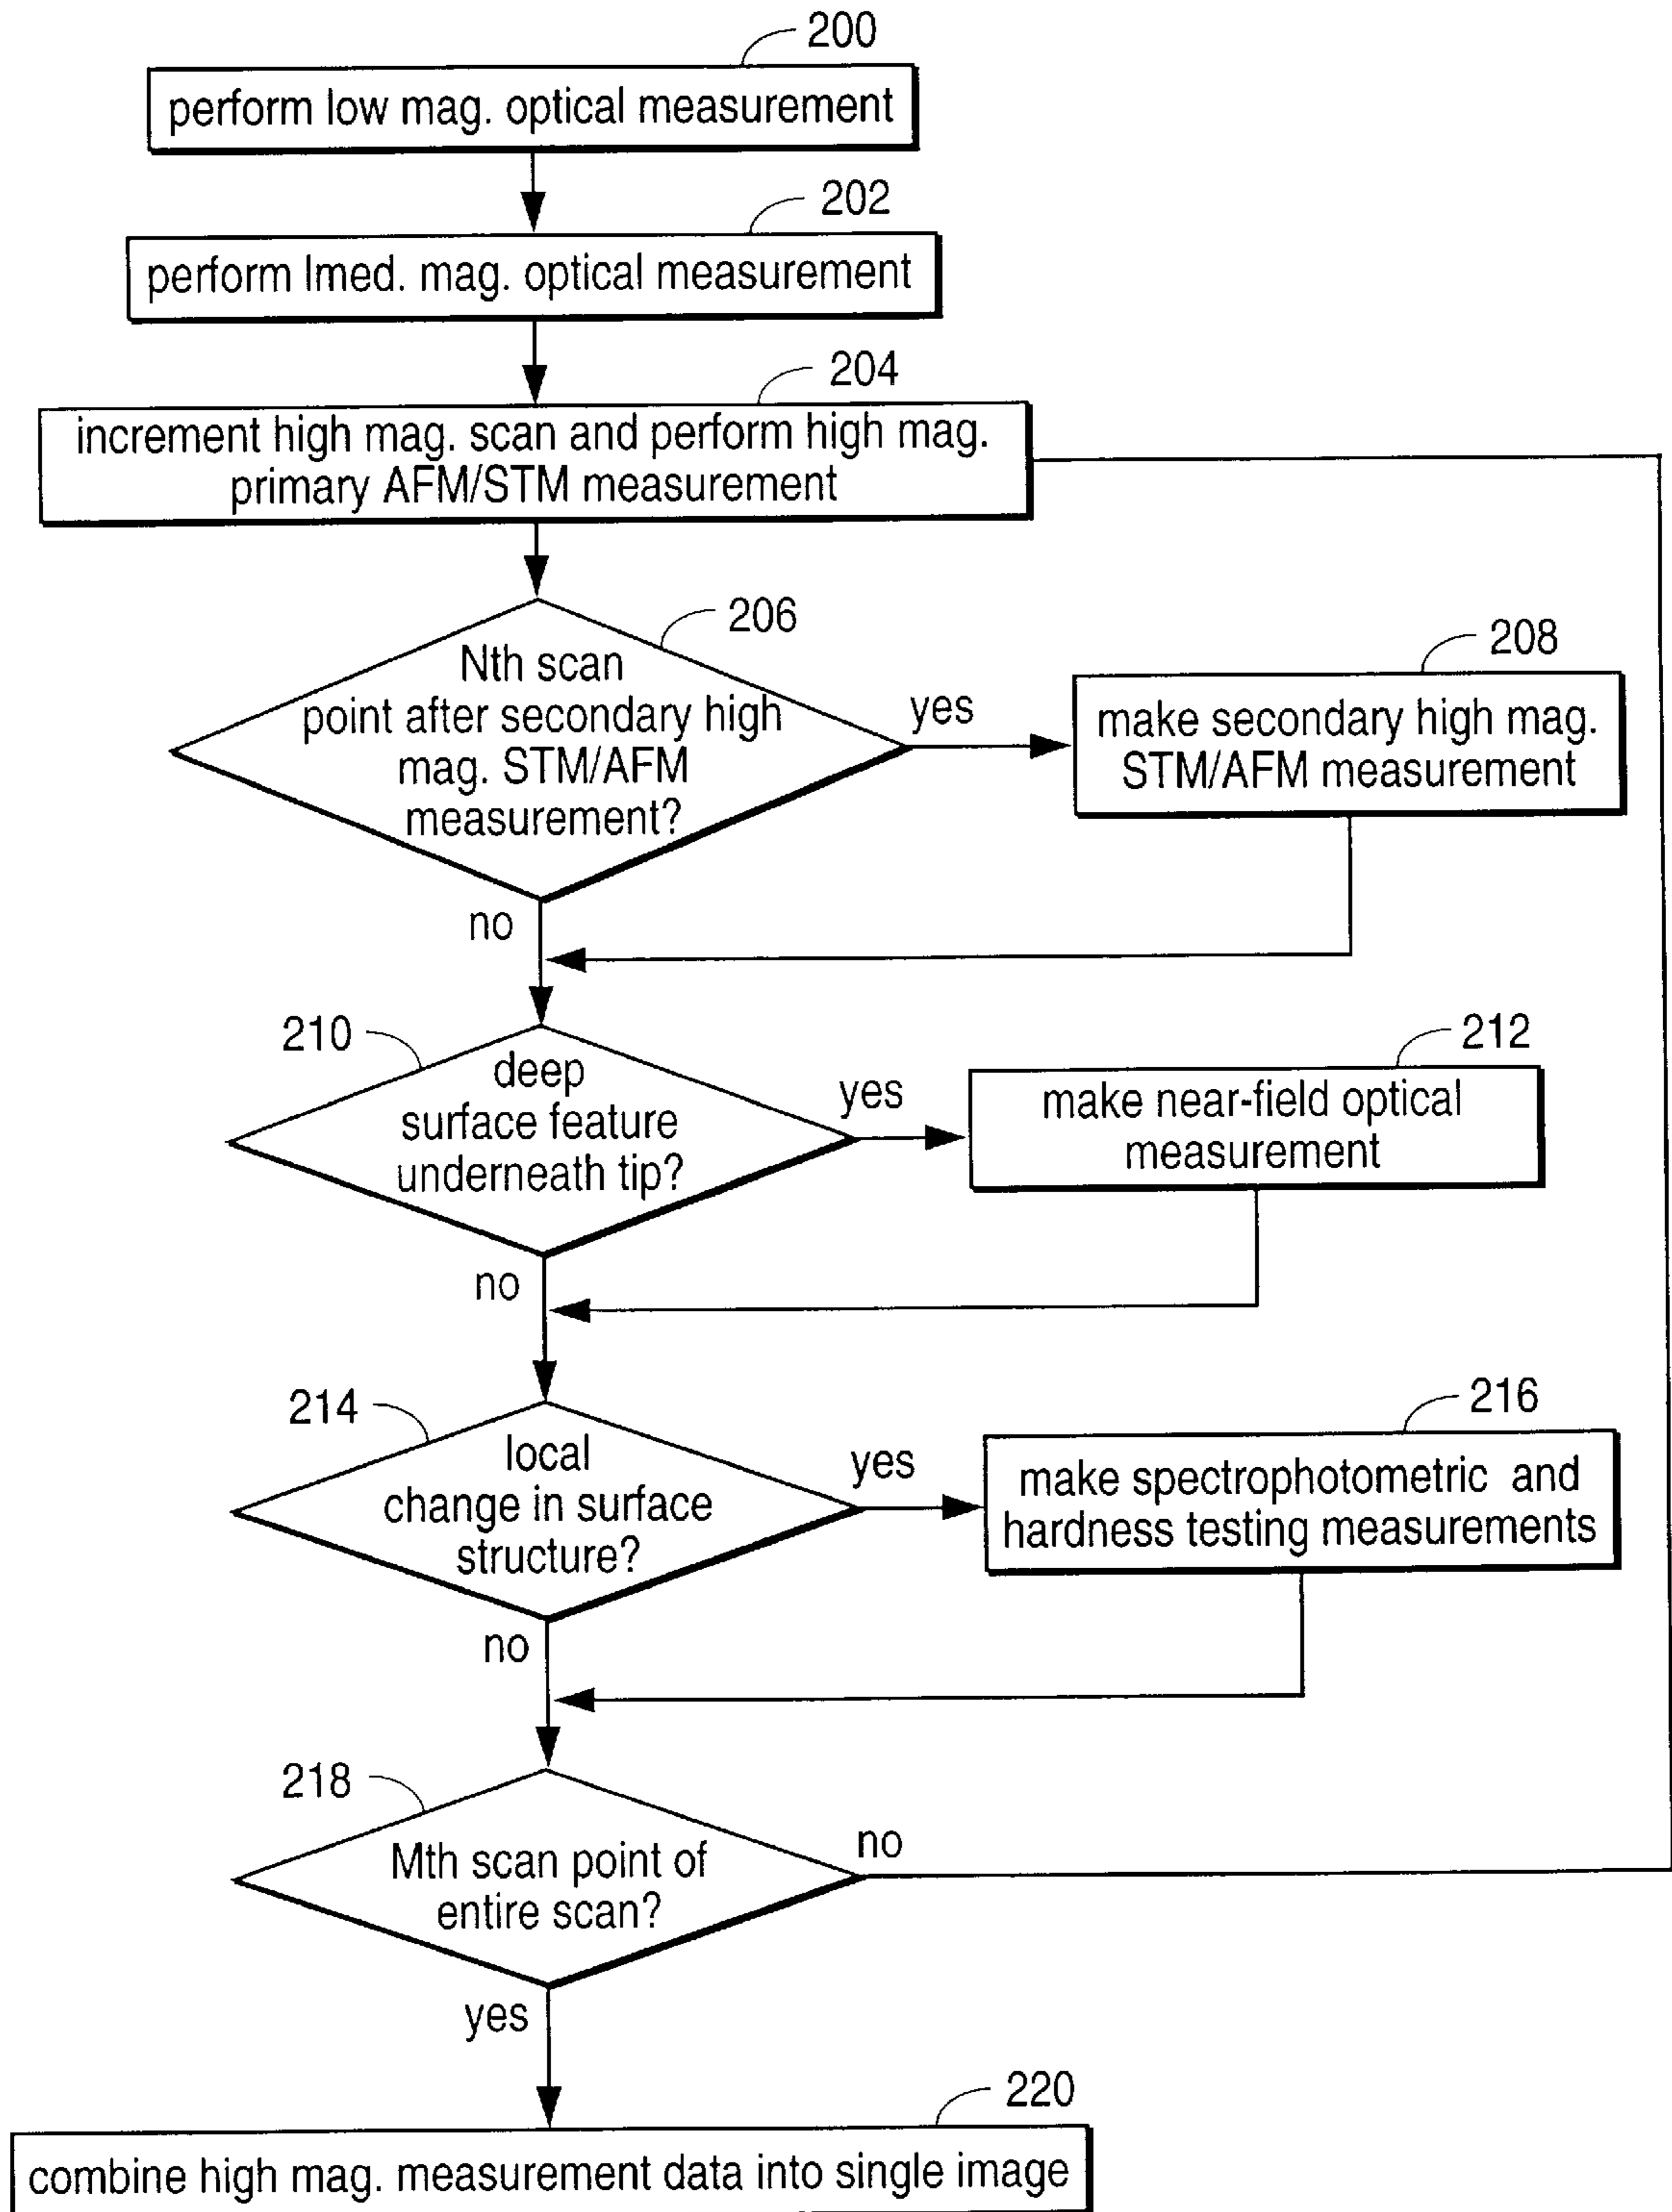 200
perform low mag. optical measurement
202
perform Imed. mag. optical measurement
204
increment high mag. scan and perform high mag.
primary AFM/STM measurement
206
Nth scan
point after secondary high
mag. STM/AFM
measurement?
yes
208
make secondary high mag.
STM/AFM measurement
no
210
deep
surface feature
underneath tip?
yes
212
make near-field optical
measurement
no
214
local
change in surface
structure?
yes
216
make spectrophotometric and
hardness testing measurements
no
218
Mth scan point of
entire scan?
no
yes
220
combine high mag. measurement data into single image